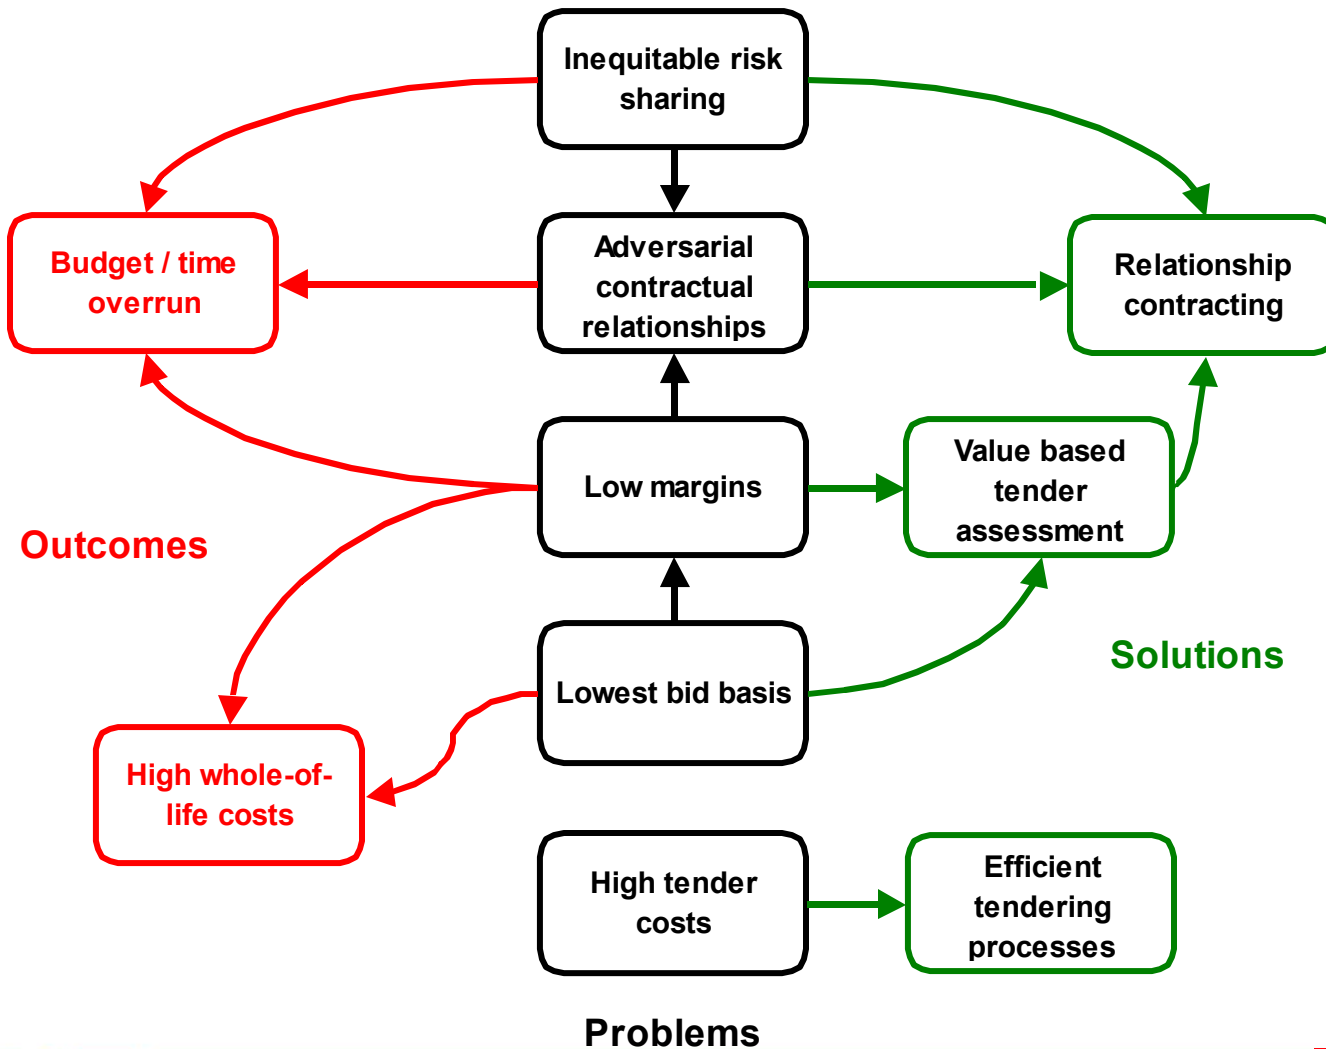 Inequitable risk
sharing
Budget / time
overrun
Adversarial
contractual
relationships
Relationship
contracting
Low margins
Value based
tender
assessment
Outcomes
Lowest bid basis
Solutions
High whole-of-
life costs
High tender
costs
Efficient
tendering
processes
Problems